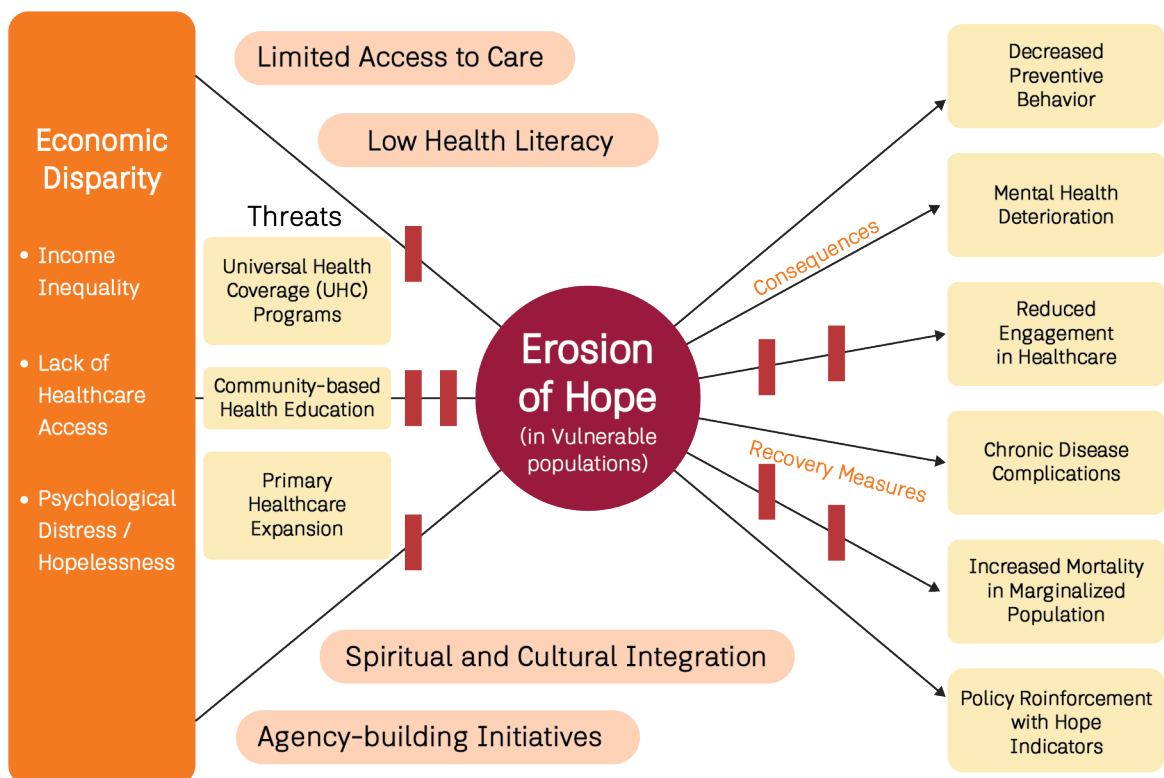 Economic
Disparity
• Income
Inequality
• Lack of
Healthcare
Access
• Psychological
Distress /
Hopelessness
Limited Access to Care
Low Health Literacy
Threats
Universal Health
Coverage (UHC)
Programs
Community-based
Health Education
Primary
Healthcare
Expansion
Spiritual and Cultural Integration
Agency-building Initiatives
Erosion
of Hope
(in Vulnerable
populations)
Consequences
Recovery Measures
Decreased
Preventive
Behavior
Mental Health
Deterioration
Reduced
Engagement
in Healthcare
Chronic Disease
Complications
Increased Mortality
in Marginalized
Population
Policy Roinforcement
with Hope
Indicators